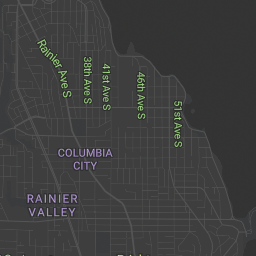 Rainier Ave S
38th Ave S
41st Ave S
46th Ave S
51st Ave S
COLUMBIA
CITY
RAINIER
VALLEY